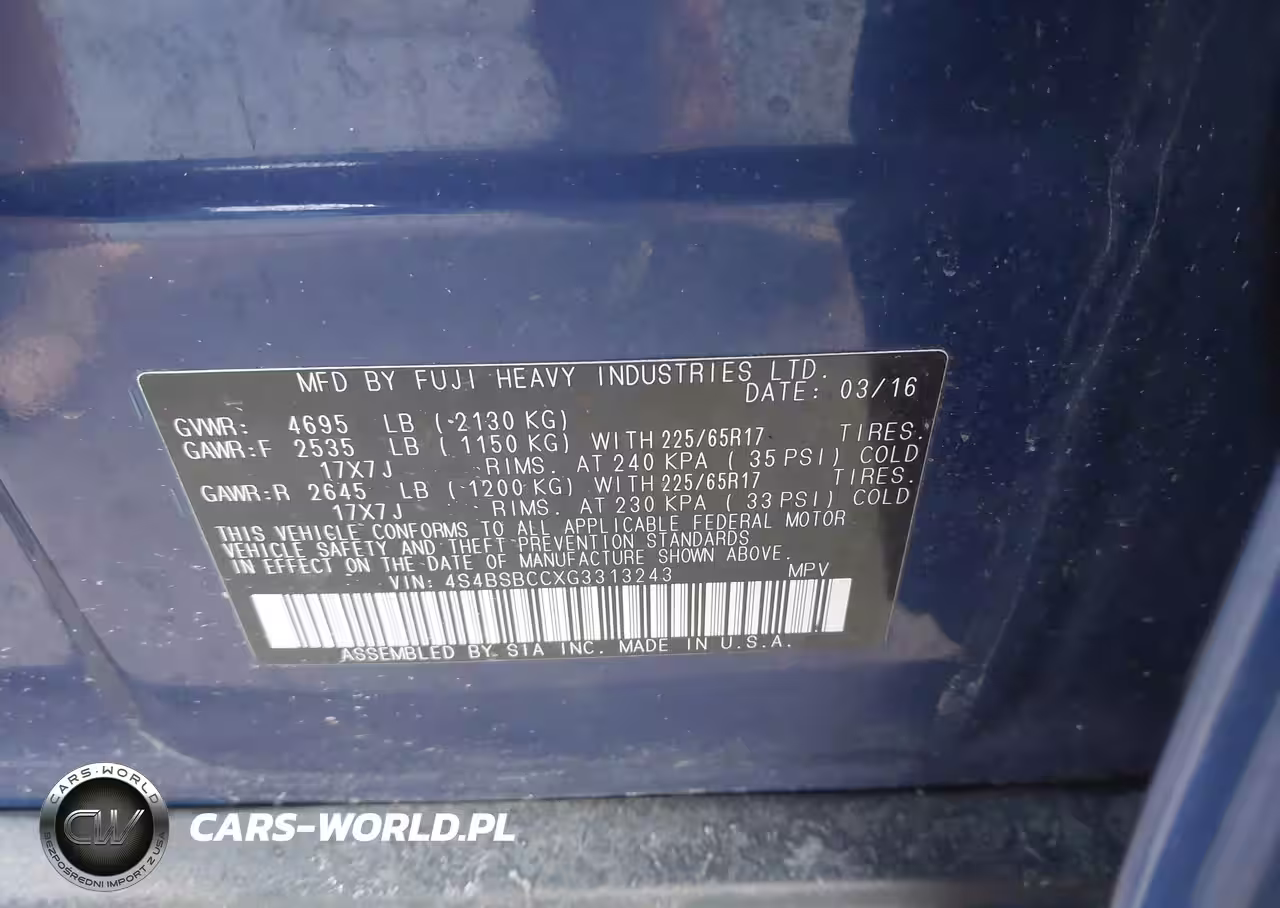 MFD BY FUJI HEAVY INDUSTRIES LTD.
DATE: 03/16
GVWR: 4695 LB ( 2130 KG)
GAWR:F 2535 LB ( 1150 KG) WITH 225/65R17 TIRES.
17X7J RIMS. AT 240 KPA ( 35 PSI) COLD
GAWR:R 2645 LB ( 1200 KG) WITH 225/65R17 TIRES.
17X7J RIMS. AT 230 KPA ( 33 PSI) COLD
THIS VEHICLE CONFORMS TO ALL APPLICABLE FEDERAL MOTOR
VEHICLE SAFETY AND THEFT PREVENTION STANDARDS
IN EFFECT ON THE DATE OF MANUFACTURE SHOWN ABOVE.
VIN: 4S4BSBCCXG3313243 MPV
ASSEMBLED BY SIA INC. MADE IN U.S.A.
CARS-WORLD
CW
BEZPOŚREDNI IMPORT Z USA
CARS-WORLD.PL